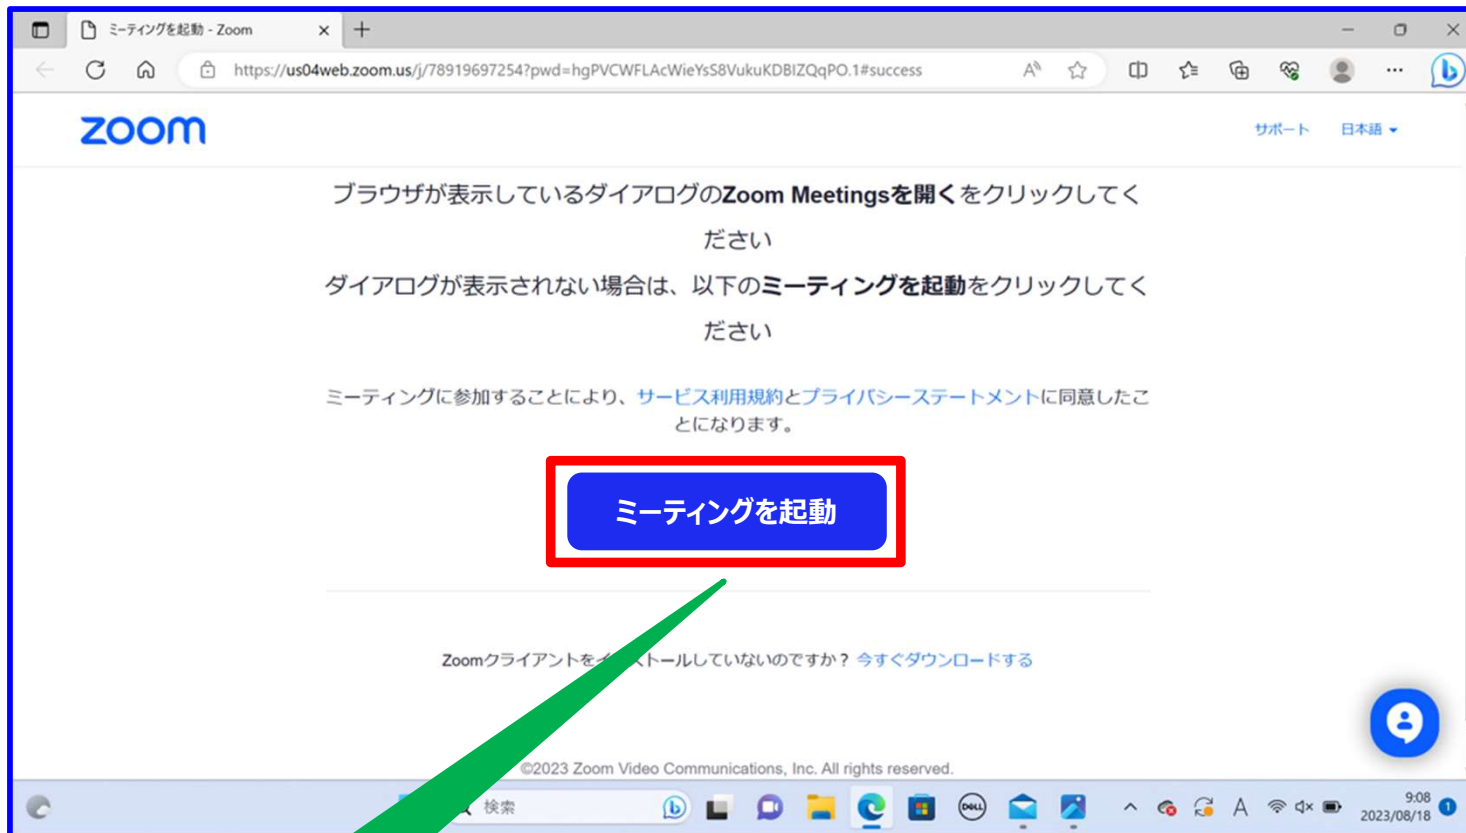 ミーティングを起動 - Zoom
https://us04web.zoom.us/j/78919697254?pwd=hgPVCWFLAcWieYsS8VukuKDBIZQqPO.1#success
zoom
サポート 日本語
ブラウザが表示しているダイアログのZoom Meetingsを開くをクリックしてく
ださい
ダイアログが表示されない場合は、以下のミーティングを起動をクリックしてく
ださい
ミーティングに参加することにより、サービス利用規約とプライバシーステートメントに同意したこ
とになります。
ミーティングを起動
Zoomクライアントをイ ストールしていないのですか？今すぐダウンロードする
©2023 Zoom Video Communications, Inc. All rights reserved.
検索
DELL
A
9:08
2023/08/18
1